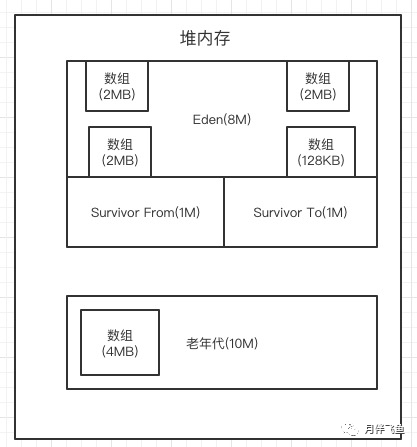 堆内存
数组
(2MB)
数组
(2MB)
Eden(8M)
数组
(2MB)
数组
(128KB)
Survivor From(1M)
Survivor To(1M)
数组
(4MB)
老年代(10M)
月伴飞鱼